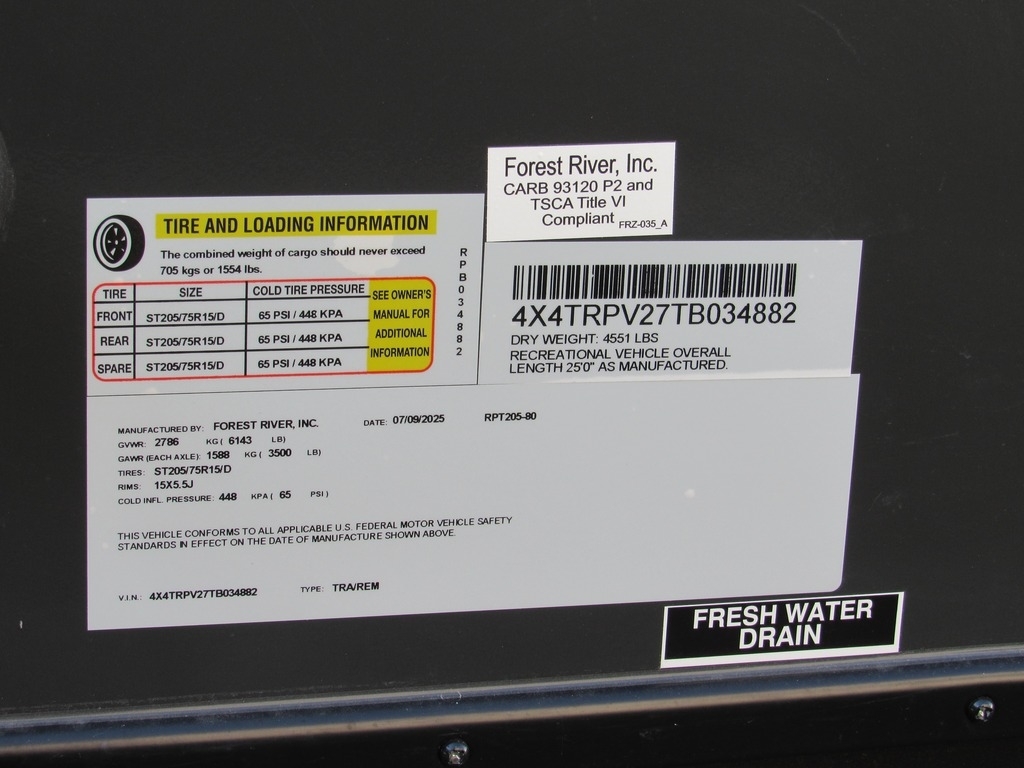 Forest River, Inc.
CARB 93120 P2 and
TSCA Title VI
Compliant FRZ-035_A
TIRE AND LOADING INFORMATION
The combined weight of cargo should never exceed
705 kgs or 1554 lbs.
TIRE SIZE COLD TIRE PRESSURE
FRONT ST205/75R15/D 65 PSI / 448 KPA
REAR ST205/75R15/D 65 PSI / 448 KPA
SPARE ST205/75R15/D 65 PSI / 448 KPA
SEE OWNER'S
MANUAL FOR
ADDITIONAL
INFORMATION
RPB034882
4X4TRPV27TB034882
DRY WEIGHT: 4551 LBS
RECREATIONAL VEHICLE OVERALL
LENGTH 25'0" AS MANUFACTURED.
MANUFACTURED BY: FOREST RIVER, INC. DATE: 07/09/2025 RPT205-80
GVWR: 2786 KG ( 6143 LB)
GAWR (EACH AXLE): 1588 KG ( 3500 LB)
TIRES: ST205/75R15/D
RIMS: 15X5.5J
COLD INFL. PRESSURE: 448 KPA ( 65 PSI )
THIS VEHICLE CONFORMS TO ALL APPLICABLE U.S. FEDERAL MOTOR VEHICLE SAFETY
STANDARDS IN EFFECT ON THE DATE OF MANUFACTURE SHOWN ABOVE.
V.I.N.: 4X4TRPV27TB034882 TYPE: TRA/REM
FRESH WATER
DRAIN